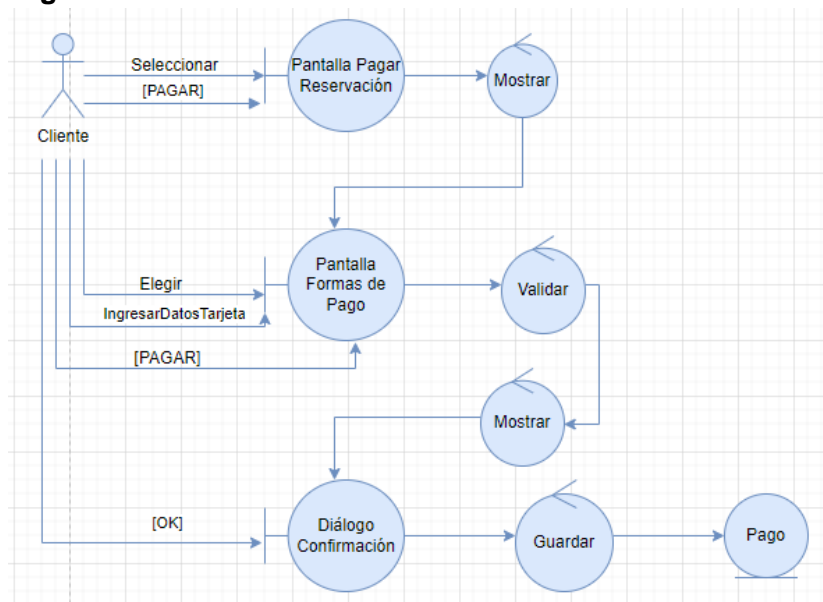 Seleccionar
[PAGAR]
Cliente
Pantalla Pagar
Reservación
Mostrar
Elegir
IngresarDatosTarjeta
[PAGAR]
Pantalla
Formas de
Pago
Validar
Mostrar
[OK]
Diálogo
Confirmación
Guardar
Pago